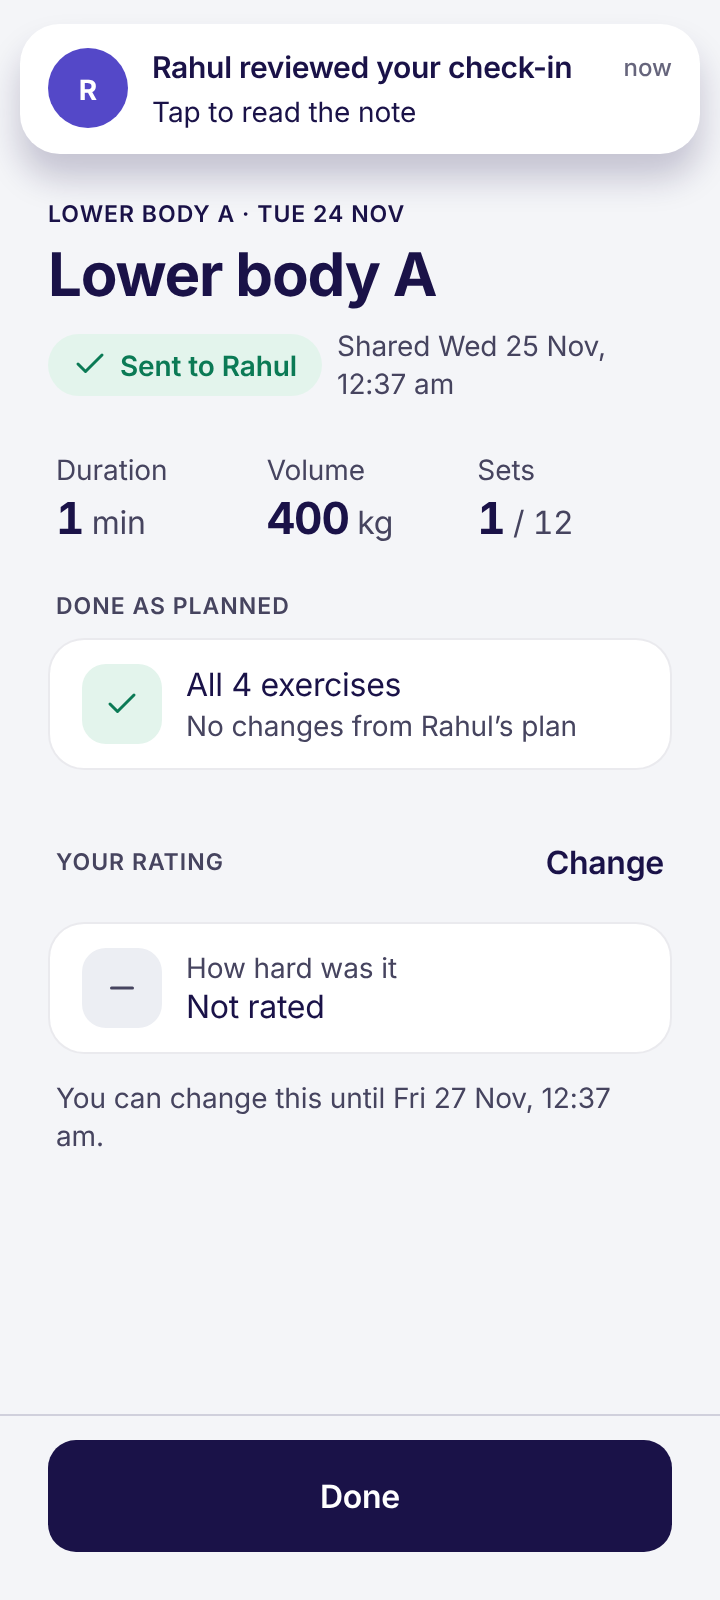 R
Rahul reviewed your check-in
now
Tap to read the note
LOWER BODY A · TUE 24 NOV
Lower body A
Sent to Rahul
Shared Wed 25 Nov,
12:37 am
Duration
Volume
Sets
1 min
400 kg
1 / 12
DONE AS PLANNED
All 4 exercises
No changes from Rahul’s plan
YOUR RATING
Change
How hard was it
Not rated
You can change this until Fri 27 Nov, 12:37
am.
Done